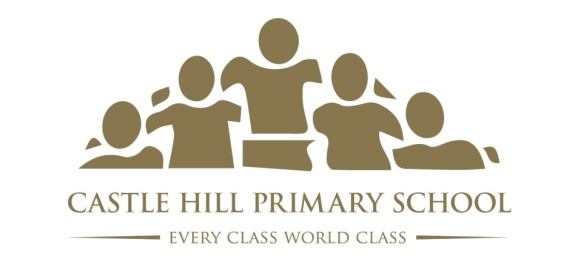 CASTLE HILL PRIMARY SCHOOL
EVERY CLASS WORLD CLASS